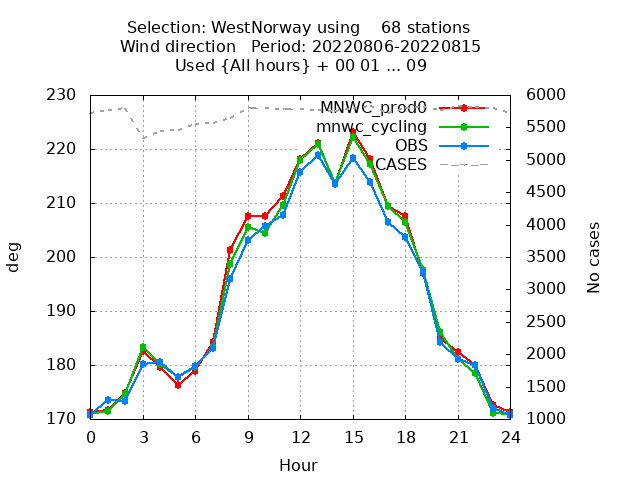 Selection: WestNorway using    68 stations
Wind direction   Period: 20220806-20220815
Used {All hours} + 00 01 ... 09
230 6000
MNWC_prod0
mnwc_cycling 5500
220 OBS 5000
CASES
4500
210 4000
3500
200
3000
190 2500
2000
180
1500
170 1000
0 3 6 9 12 15 18 21 24
Hour
deg
No cases